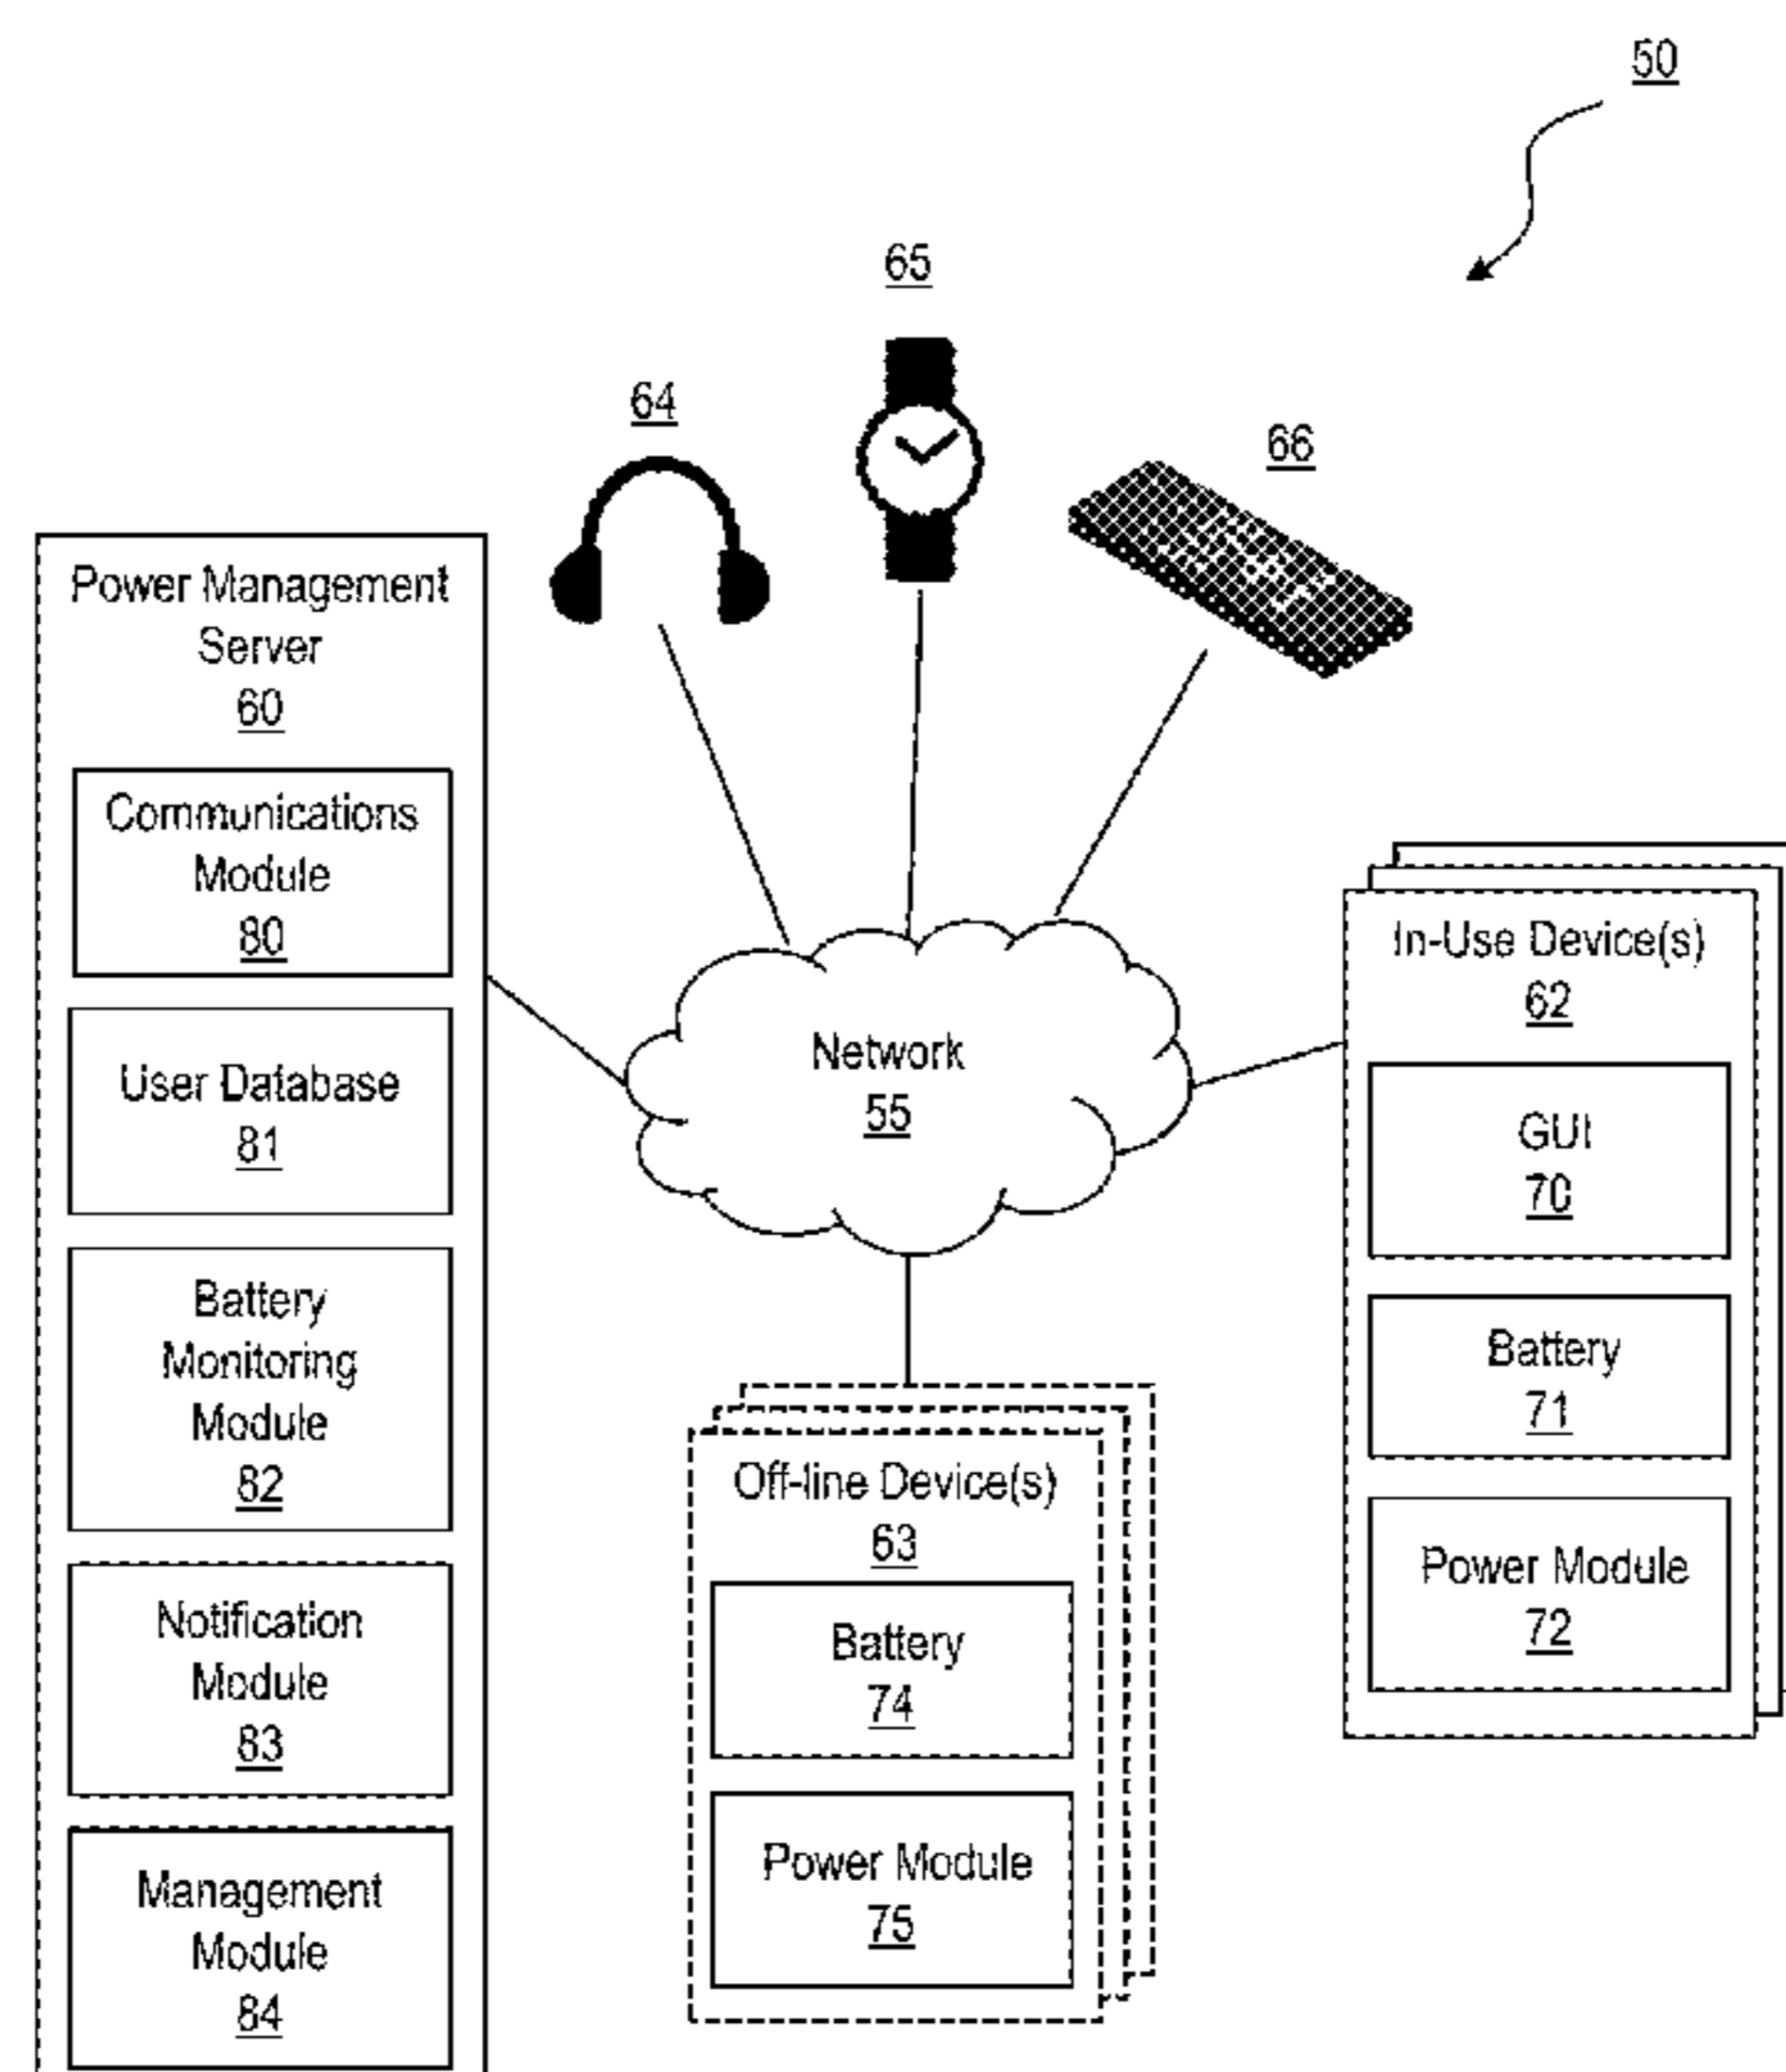 50
65
64
66
Power Management
Server
60
Communications
Module
80
User Database
81
Battery
Monitoring
Module
82
Notification
Module
83
Management
Module
84
Network
55
Off-line Device(s)
63
Battery
74
Power Module
75
In-Use Device(s)
62
GUI
70
Battery
71
Power Module
72